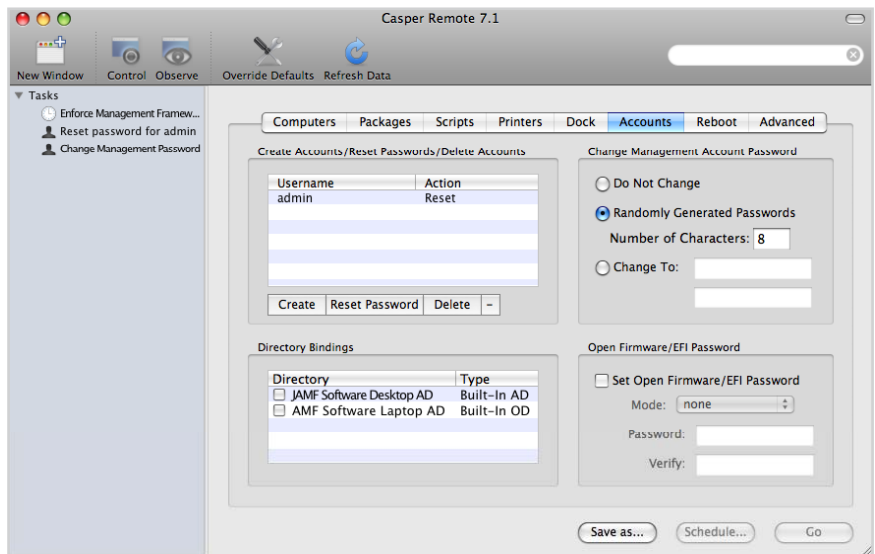 Casper Remote 7.1
New Window Control Observe Override Defaults Refresh Data
Tasks
Enforce Management Framew...
Reset password for admin
Change Management Password
Computers Packages Scripts Printers Dock Accounts Reboot Advanced
Create Accounts/Reset Passwords/Delete Accounts
Username Action
admin Reset
Create Reset Password Delete -
Change Management Account Password
Do Not Change
Randomly Generated Passwords
Number of Characters: 8
Change To:
Directory Bindings
Directory Type
JAMF Software Desktop AD Built-In AD
AMF Software Laptop AD Built-In OD
Open Firmware/EFI Password
Set Open Firmware/EFI Password
Mode: none
Password:
Verify:
Save as... Schedule... Go